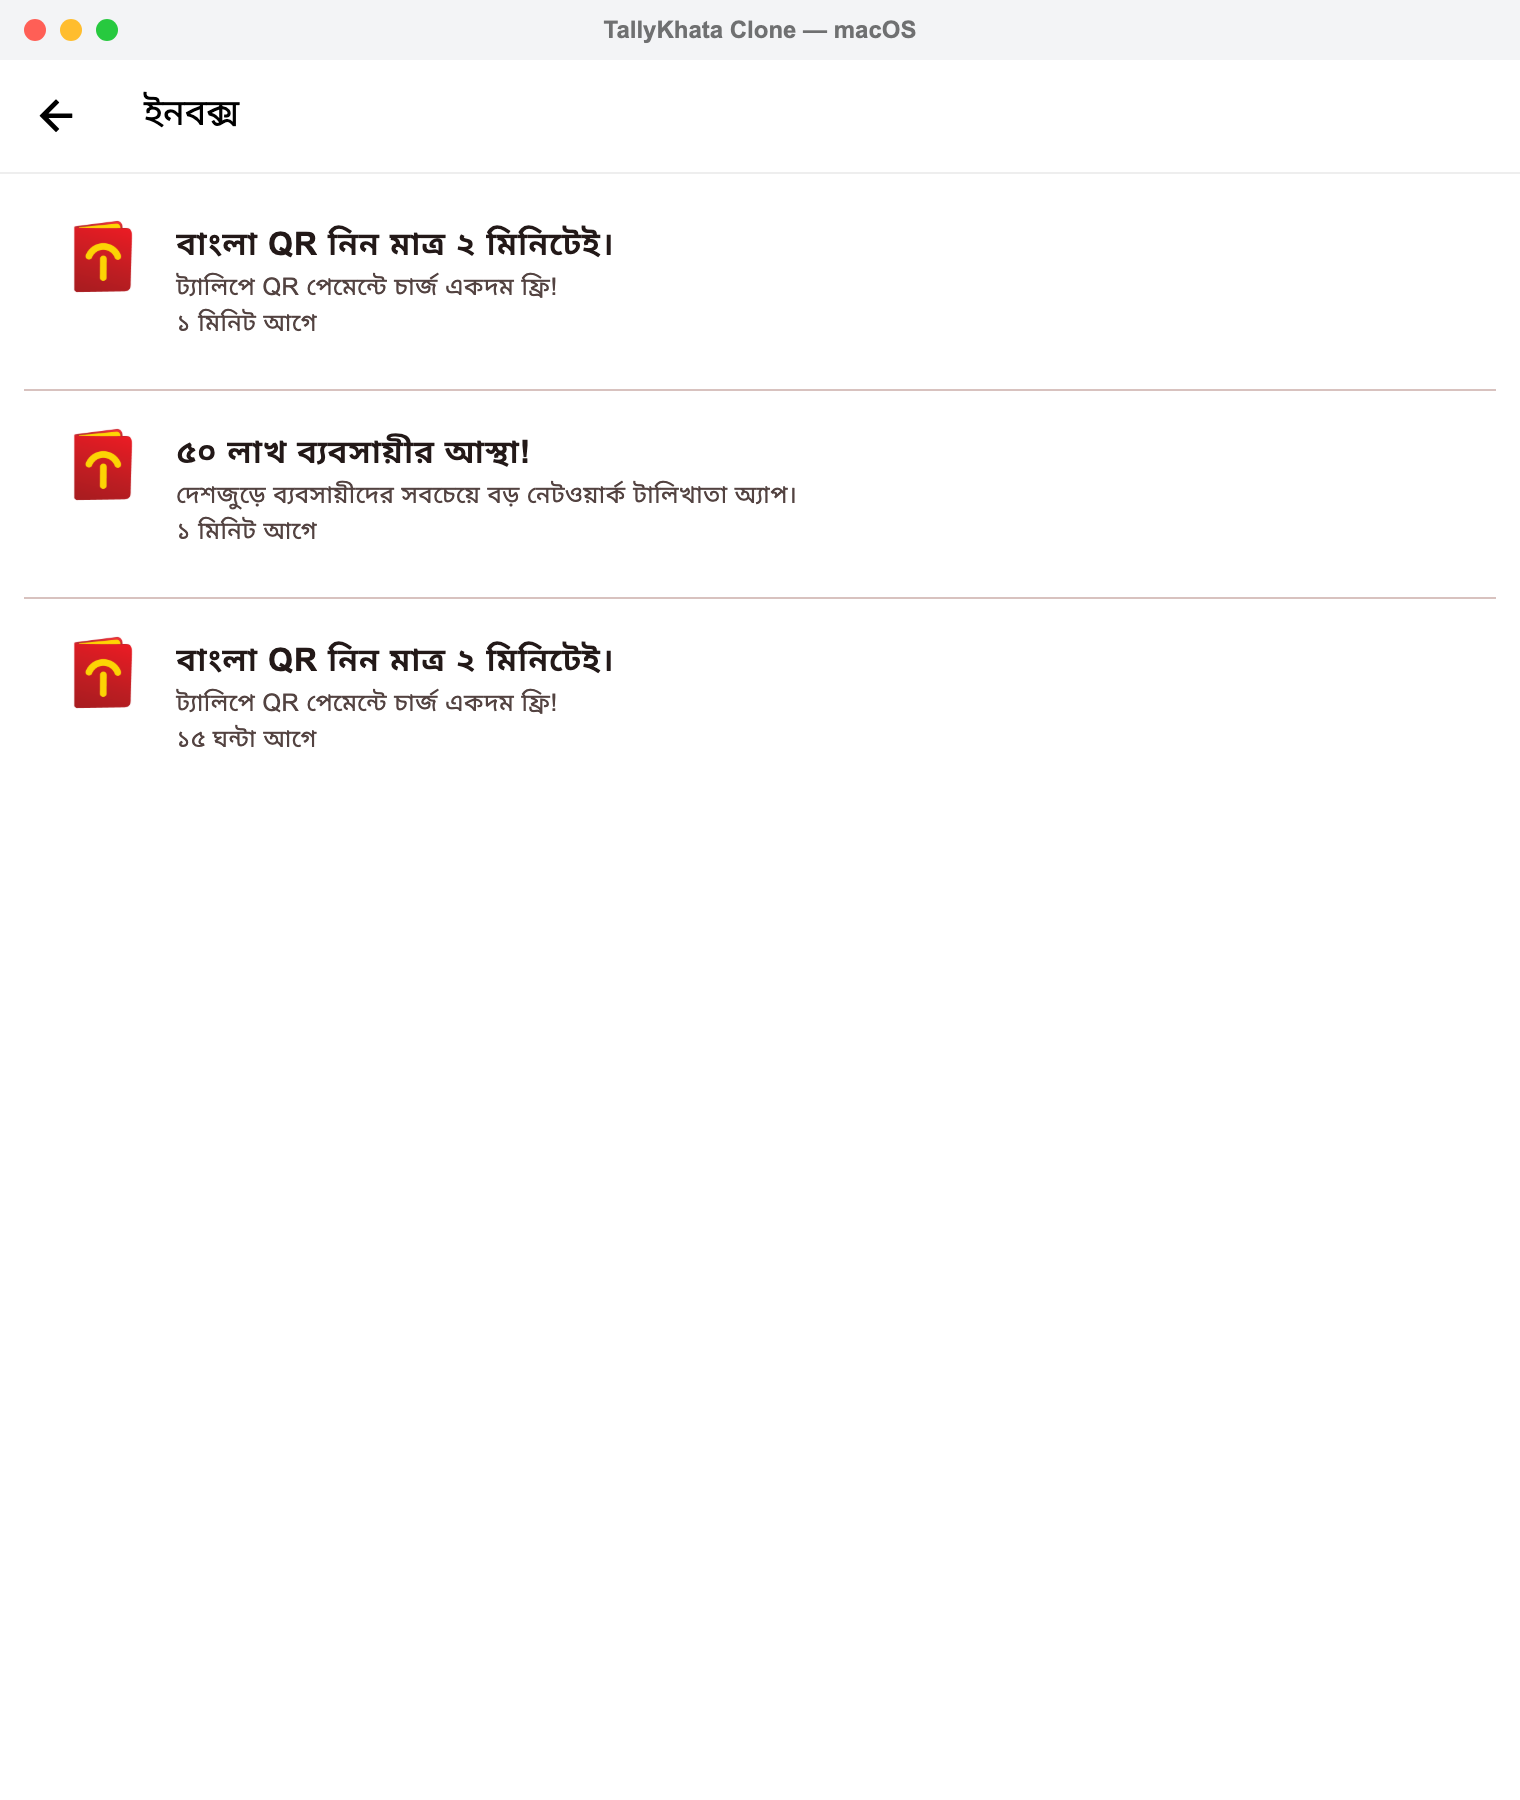 TallyKhata Clone — macOS
ইনবক্স
বাংলা QR নিন মাত্র ২ মিনিটেই।
ট্যালিপে QR পেমেন্টে চার্জ একদম ফ্রি!
১ মিনিট আগে
৫০ লাখ ব্যবসায়ীর আস্থা!
দেশজুড়ে ব্যবসায়ীদের সবচেয়ে বড় নেটওয়ার্ক টালিখাতা অ্যাপ।
১ মিনিট আগে
বাংলা QR নিন মাত্র ২ মিনিটেই।
ট্যালিপে QR পেমেন্টে চার্জ একদম ফ্রি!
১৫ ঘন্টা আগে